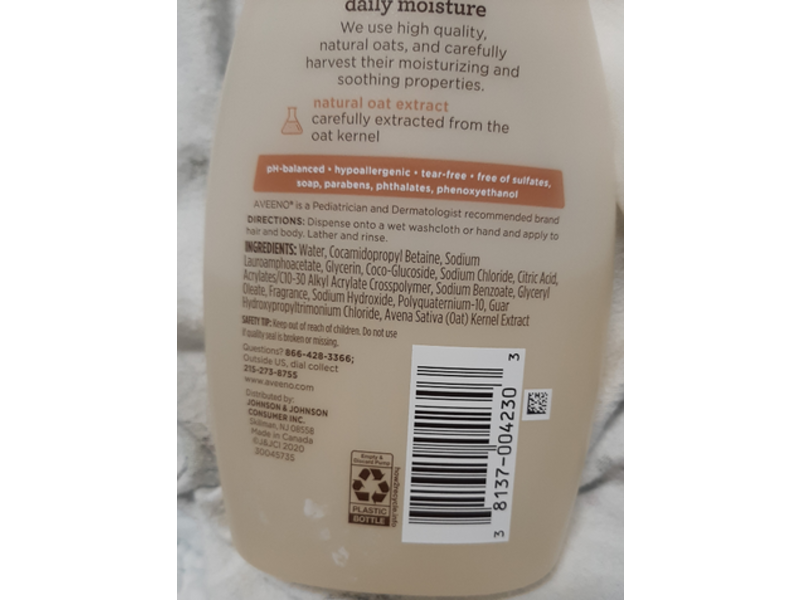 daily moisture
We use high quality,
natural oats, and carefully
harvest their moisturizing and
soothing properties.
natural oat extract
carefully extracted from the
oat kernel
pH-balanced • hypoallergenic • tear-free • free of sulfates,
soap, parabens, phthalates, phenoxyethanol
AVEENO® is a Pediatrician and Dermatologist recommended brand
DIRECTIONS: Dispense onto a wet washcloth or hand and apply to
hair and body. Lather and rinse.
INGREDIENTS: Water, Cocamidopropyl Betaine, Sodium
Lauroamphoacetate, Glycerin, Coco-Glucoside, Sodium Chloride, Citric Acid,
Acrylates/C10-30 Alkyl Acrylate Crosspolymer, Sodium Benzoate, Glyceryl
Oleate, Fragrance, Sodium Hydroxide, Polyquaternium-10, Guar
Hydroxypropyltrimonium Chloride, Avena Sativa (Oat) Kernel Extract
SAFETY TIP: Keep out of reach of children. Do not use
if quality seal is broken or missing.
Questions? 866-428-3366;
Outside US, dial collect
215-273-8755
www.aveeno.com
Distributed by:
JOHNSON & JOHNSON
CONSUMER INC.
Skillman, NJ 08558
Made in Canada
©J&JCI 2020
30045735
Empty &
Discard Pump
PLASTIC
BOTTLE
how2recycle.info
3 8137-004230 3